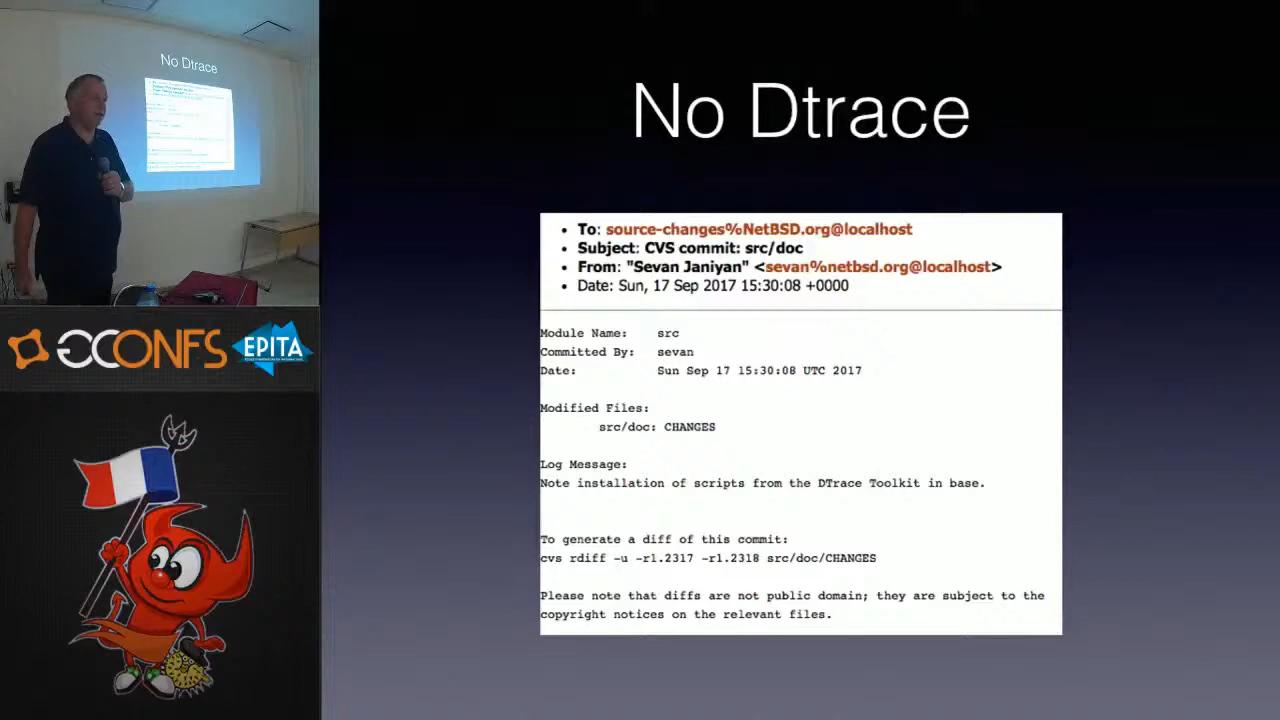 No Dtrace
No Dtrace
To: source-changes%NetBSD.org@localhost
Subject: CVS commit: src/doc
From: "Sevan Janiyan" <sevan%netbsd.org@localhost>
Date: Sun, 17 Sep 2017 15:30:08 +0000
Module Name: src
Committed By: sevan
Date: Sun Sep 17 15:30:08 UTC 2017
Modified Files:
src/doc: CHANGES
Log Message:
Note installation of scripts from the DTrace Toolkit in base.
To generate a diff of this commit:
cvs rdiff -u -r1.2317 -r1.2318 src/doc/CHANGES
Please note that diffs are not public domain; they are subject to the
copyright notices on the relevant files.
GCONFS
EPITA